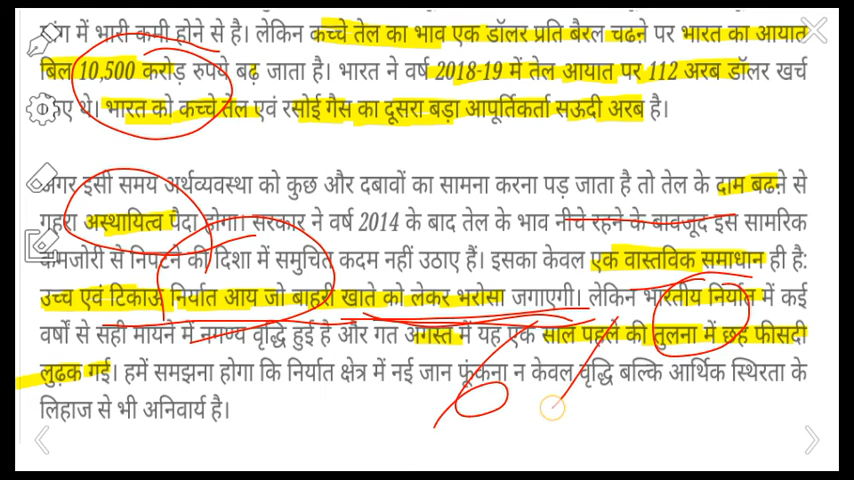 मांग में भारी कमी होने से है। लेकिन कच्चे तेल का भाव एक डॉलर प्रति बैरल चढऩे पर भारत का आयात
बिल 10,500 करोड़ रुपये बढ़ जाता है। भारत ने वर्ष 2018-19 में तेल आयात पर 112 अरब डॉलर खर्च
किए थे। भारत को कच्चे तेल एवं रसोई गैस का दूसरा बड़ा आपूर्तिकर्ता सऊदी अरब है।
अगर इसी समय अर्थव्यवस्था को कुछ और दबावों का सामना करना पड़ जाता है तो तेल के दाम बढऩे से
गहरा अस्थायित्व पैदा होगा। सरकार ने वर्ष 2014 के बाद तेल के भाव नीचे रहने के बावजूद इस सामरिक
कमजोरी से निपटने की दिशा में समुचित कदम नहीं उठाए हैं। इसका केवल एक वास्तविक समाधान ही है:
उच्च एवं टिकाऊ निर्यात आय जो बाहरी खाते को लेकर भरोसा जगाएगी। लेकिन भारतीय निर्यात में कई
वर्षों से सही मायने में नगण्य वृद्धि हुई है और गत अगस्त में यह एक साल पहले की तुलना में छह फीसदी
लुढ़क गई। हमें समझना होगा कि निर्यात क्षेत्र में नई जान फूंकना न केवल वृद्धि बल्कि आर्थिक स्थिरता के
लिहाज से भी अनिवार्य है।